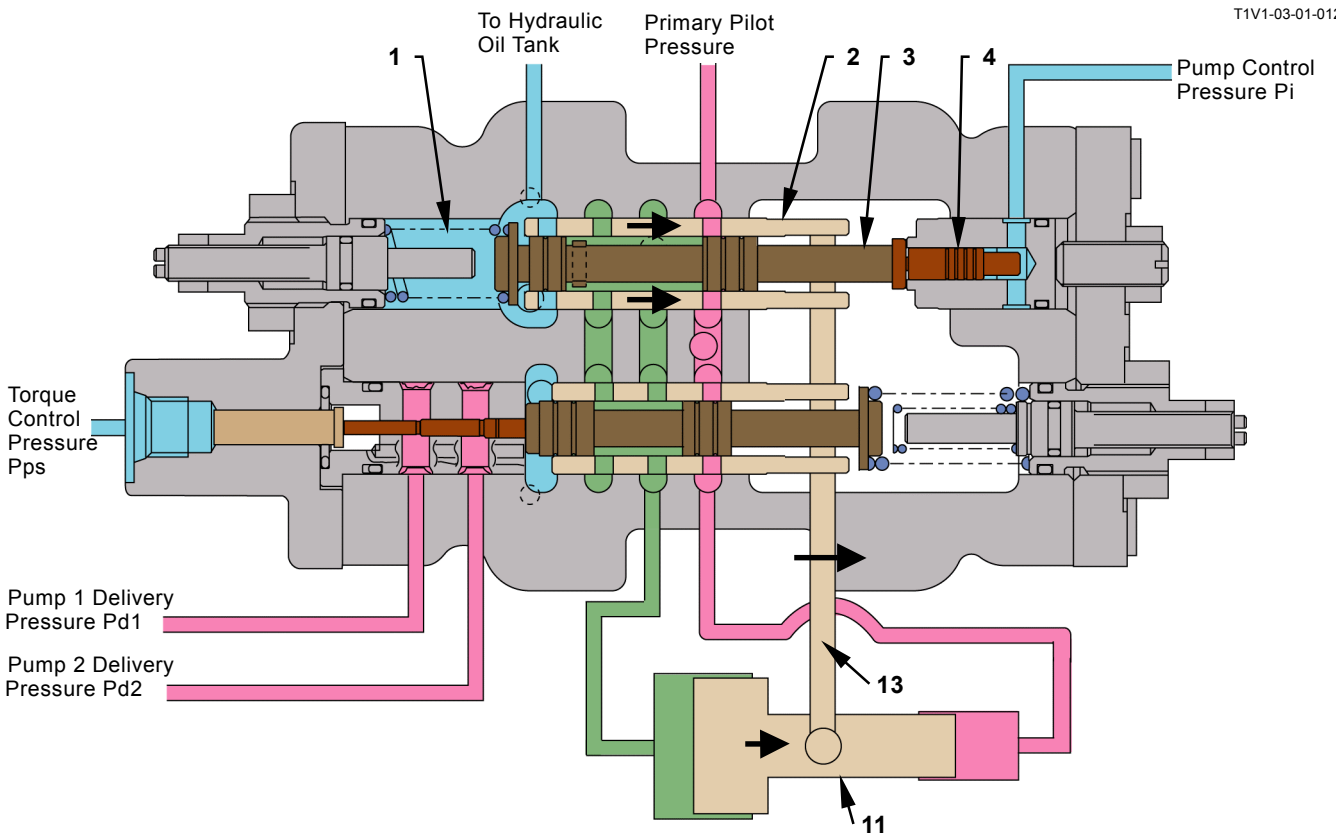 T1V1-03-01-012
To Hydraulic
Oil Tank
Primary Pilot
Pressure
1
2
3
4
Pump Control
Pressure Pi
Torque
Control
Pressure
Pps
Pump 1 Delivery
Pressure Pd1
Pump 2 Delivery
Pressure Pd2
13
11